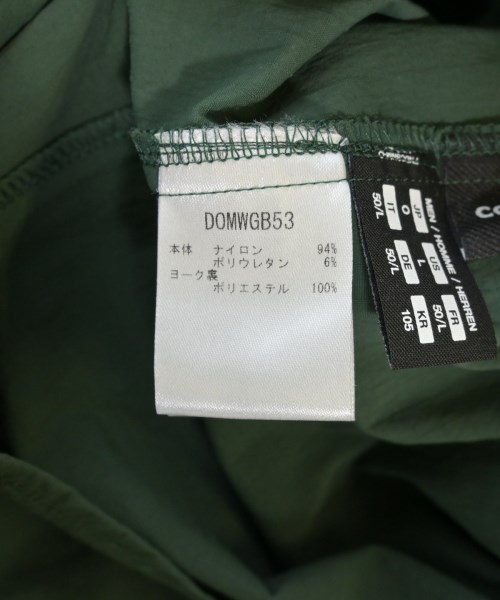 DOMWGB53
本体 ナイロン 94%
ポリウレタン 6%
ヨーク裏
ポリエステル 100%
MEN / HOMME / HERREN
JP O US L FR 50/L
IT 50/L DE 50/L KR 105